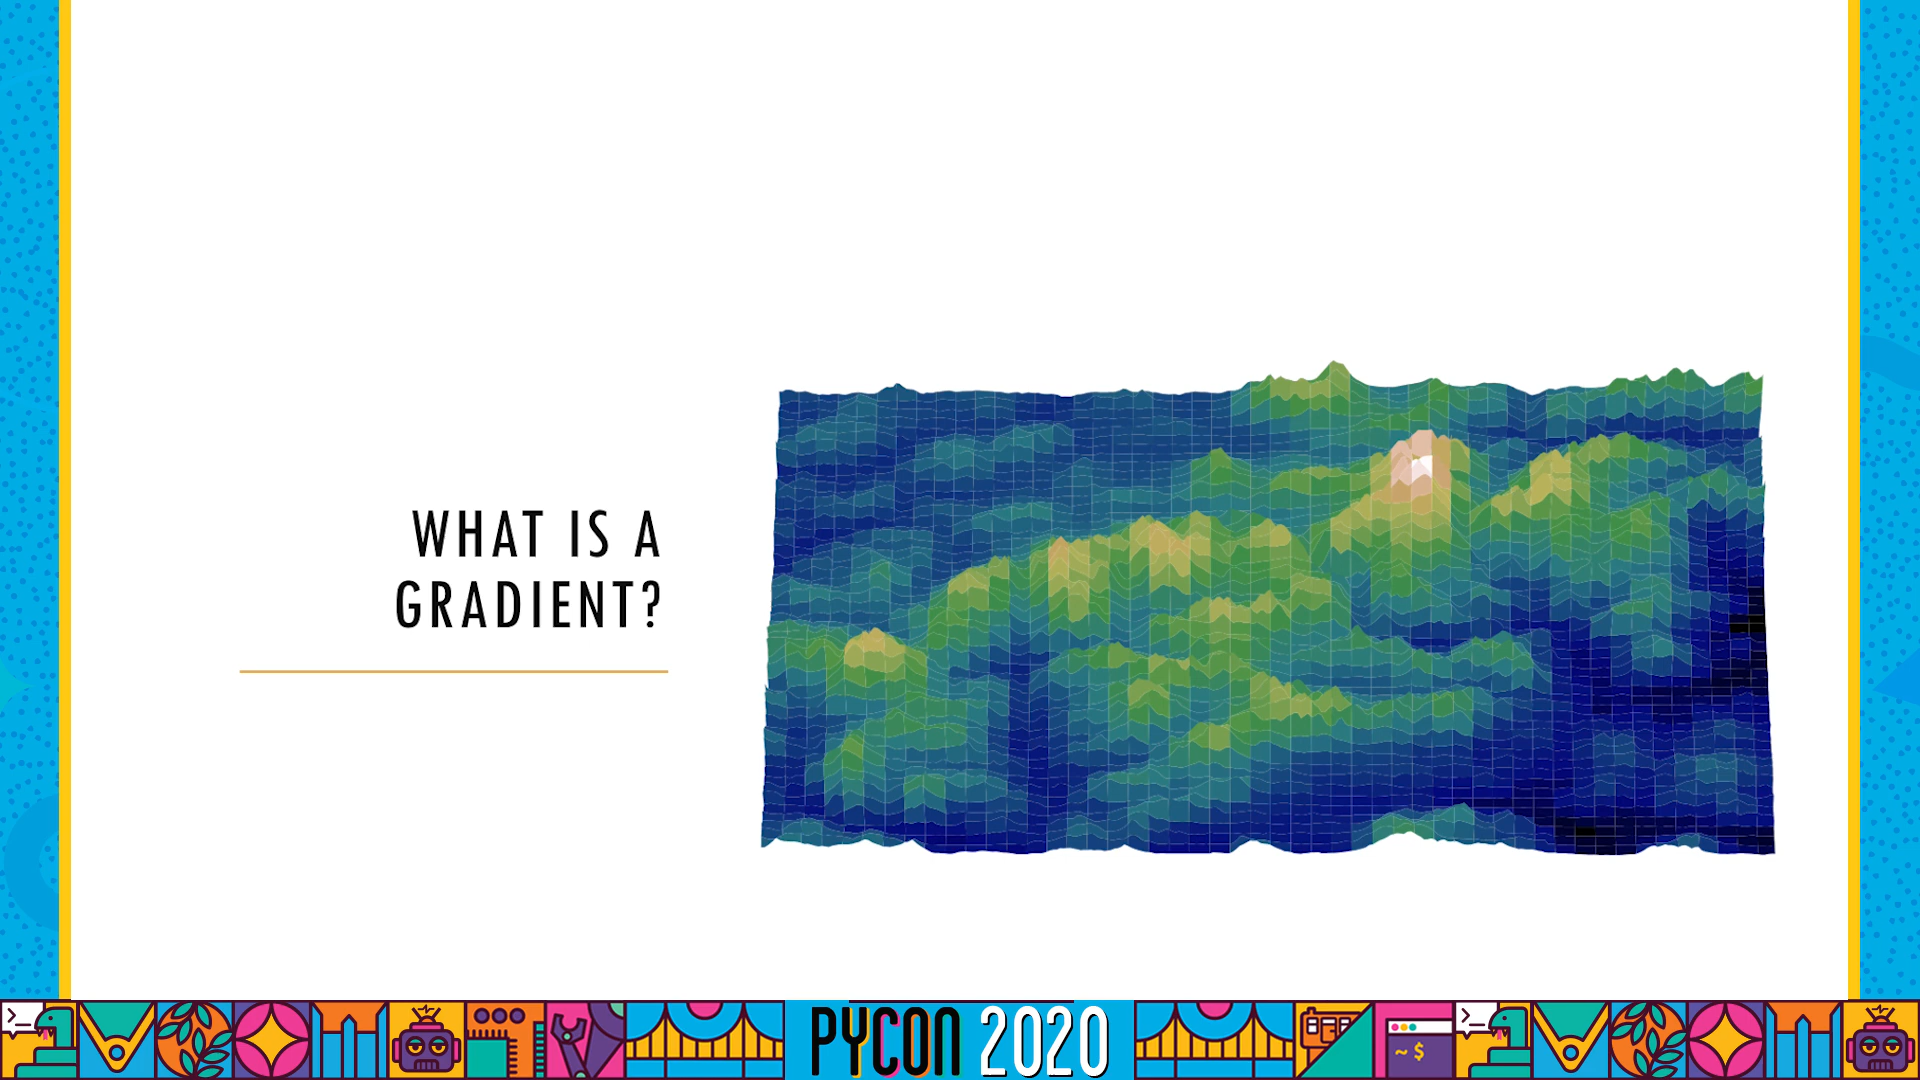 WHAT IS A
GRADIENT?
PYCON 2020
>_
~ $
>_